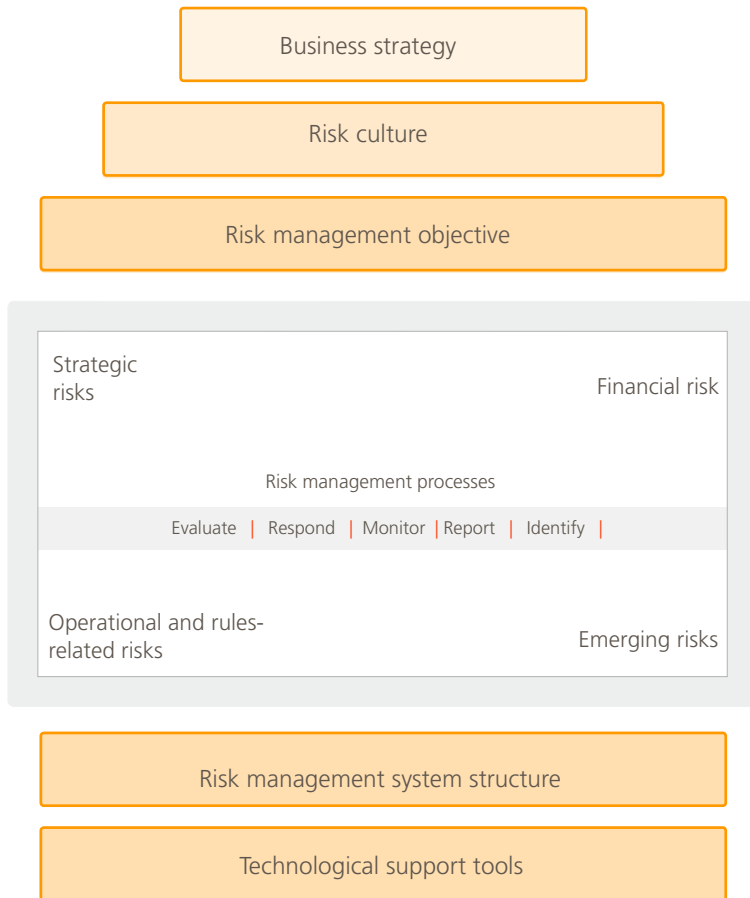 Business strategy
Risk culture
Risk management objective
Strategic
risks
Financial risk
Risk management processes
Evaluate | Respond | Monitor | Report | Identify |
Operational and rules-
related risks
Emerging risks
Risk management system structure
Technological support tools